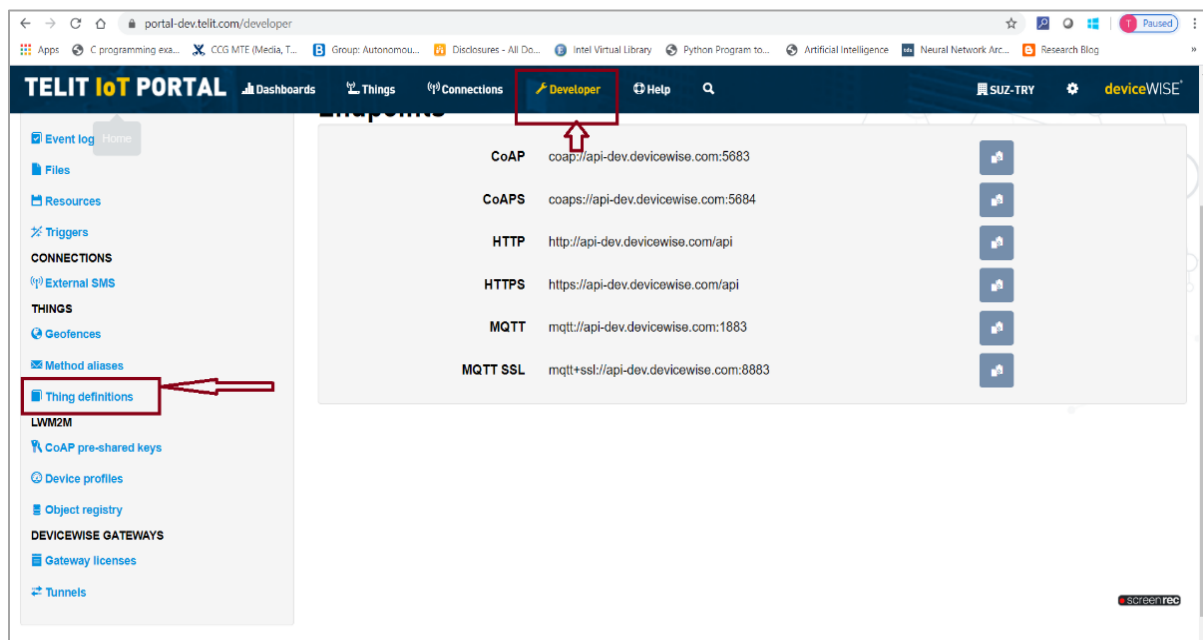 portal-dev.telit.com/developer
Paused
Apps C programming exa... CCG MTE (Media, T... Group: Autonomou... Disclosures - All Do... Intel Virtual Library Python Program to... Artificial Intelligence Neural Network Arc... Research Blog »
TELIT IoT PORTAL Dashboards Things Connections Developer Help SUZ-TRY deviceWISE
Endpoints
Home
Event log
Files
Resources
Triggers
CONNECTIONS
External SMS
THINGS
Geofences
Method aliases
Thing definitions
LWM2M
CoAP pre-shared keys
Device profiles
Object registry
DEVICEWISE GATEWAYS
Gateway licenses
Tunnels
CoAP coap://api-dev.devicewise.com:5683
CoAPS coaps://api-dev.devicewise.com:5684
HTTP http://api-dev.devicewise.com/api
HTTPS https://api-dev.devicewise.com/api
MQTT mqtt://api-dev.devicewise.com:1883
MQTT SSL mqtt+ssl://api-dev.devicewise.com:8883
screenrec